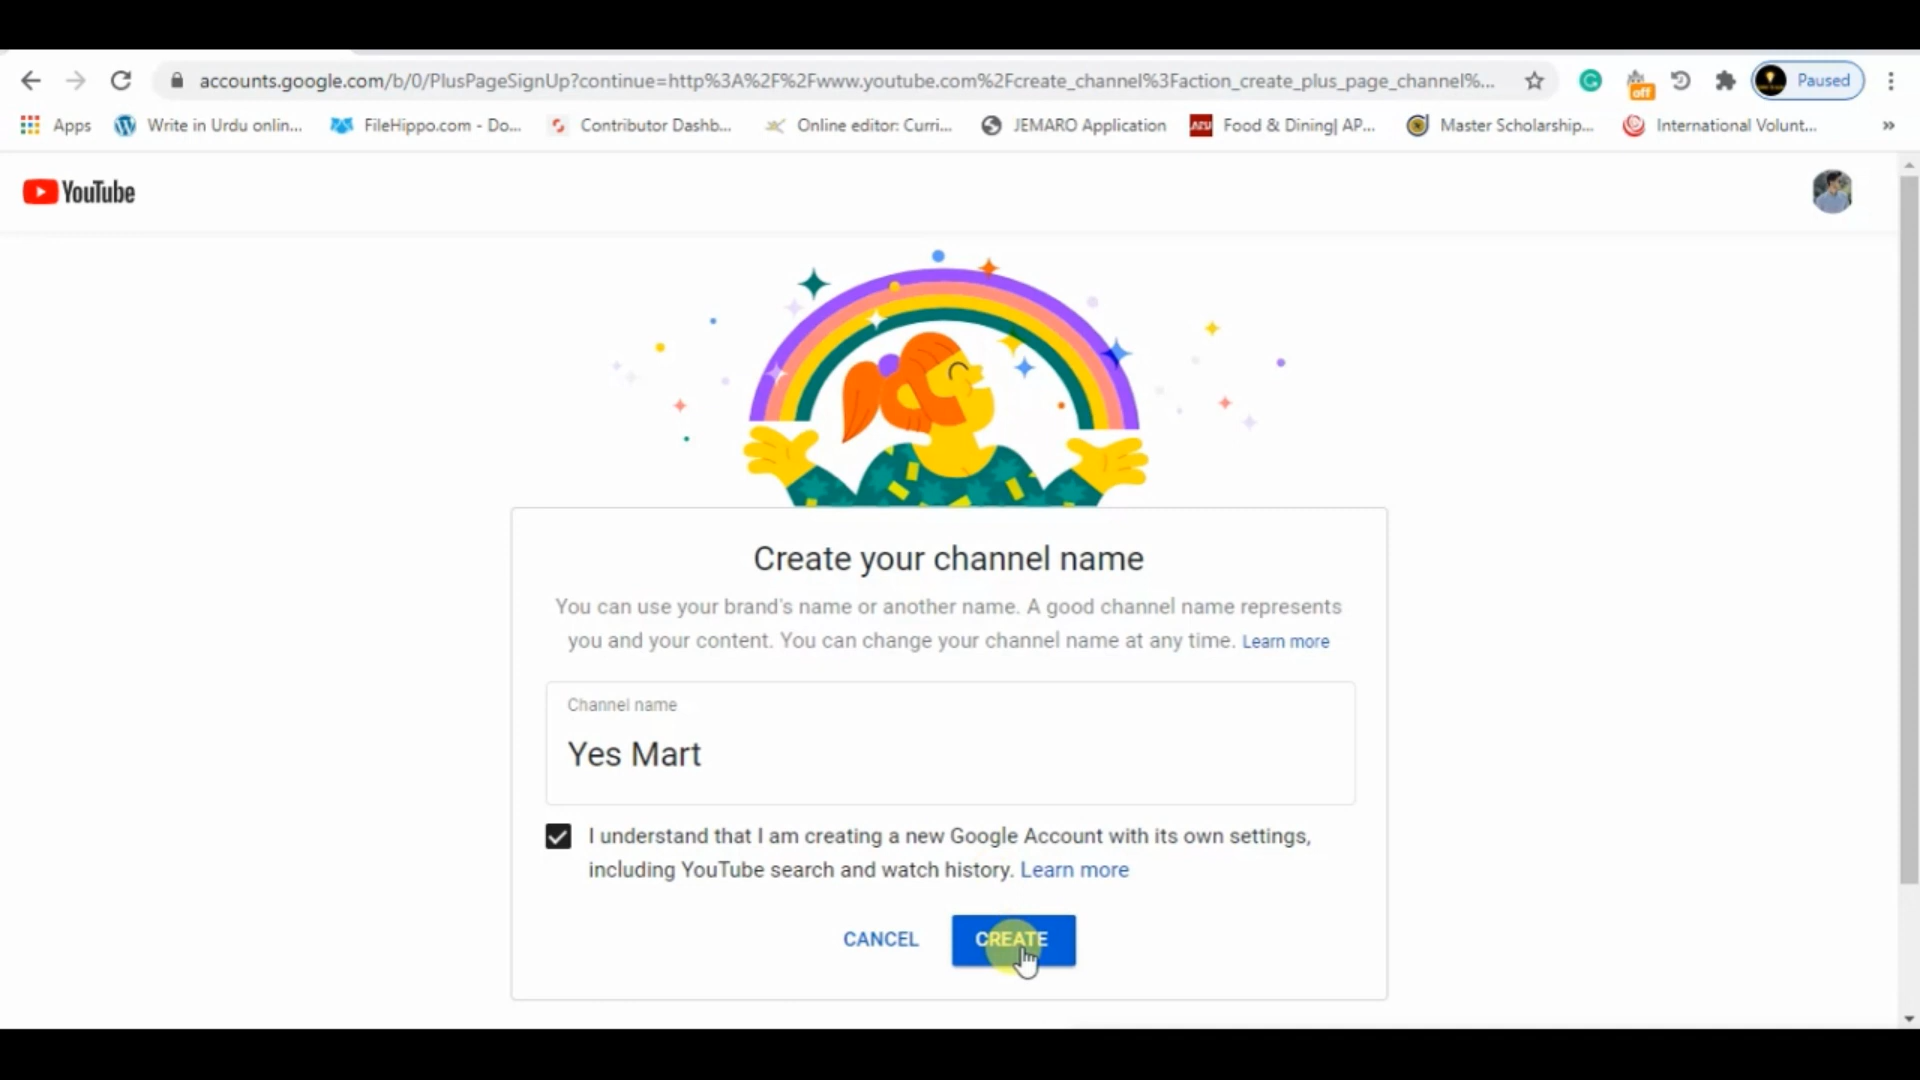 accounts.google.com/b/0/PlusPageSignUp?continue=http%3A%2F%2Fwww.youtube.com%2Fcreate_channel%3Faction_create_plus_page_channel%...
Paused
off
Apps
Write in Urdu onlin...
FileHippo.com - Do...
Contributor Dashb...
Online editor: Curri...
JEMARO Application
Food & Dining| AP...
Master Scholarship...
International Volunt...
»
YouTube
Create your channel name
You can use your brand's name or another name. A good channel name represents
you and your content. You can change your channel name at any time. Learn more
Channel name
Yes Mart
I understand that I am creating a new Google Account with its own settings,
including YouTube search and watch history. Learn more
CANCEL
CREATE